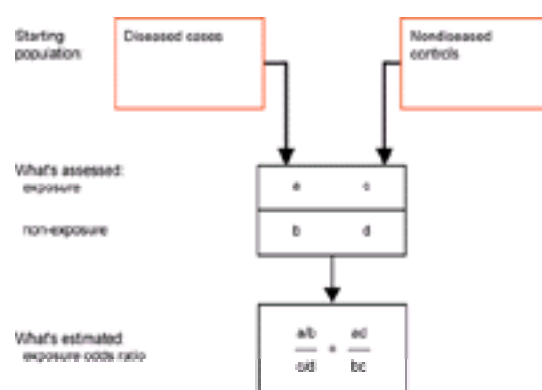 Starting
population:
Diseased cases
Nondiseased
controls
What's assessed:
exposure
a c
non-exposure
b d
What's estimated
exposure odds ratio
a/b ad
=
c/d bc